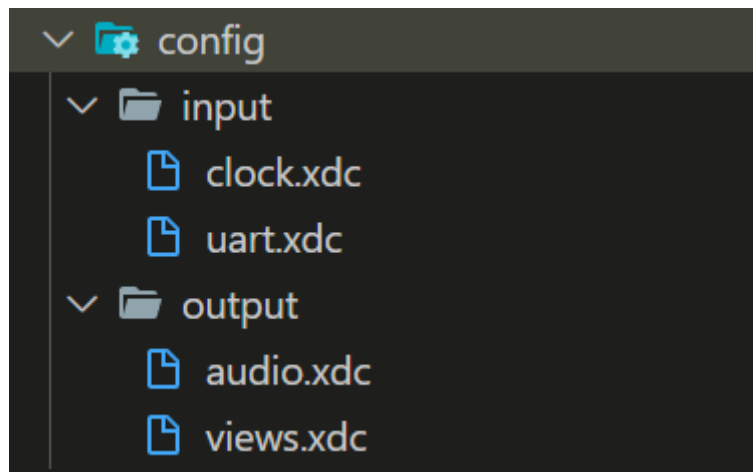 config
input
clock.xdc
uart.xdc
output
audio.xdc
views.xdc